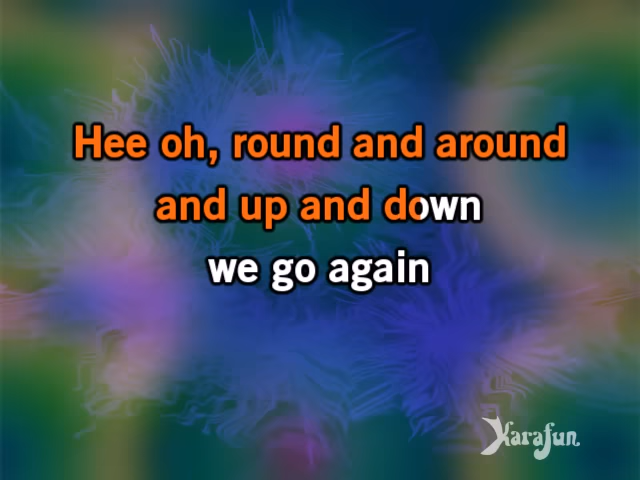 Hee oh, round and around
and up and down
we go again
Karafun